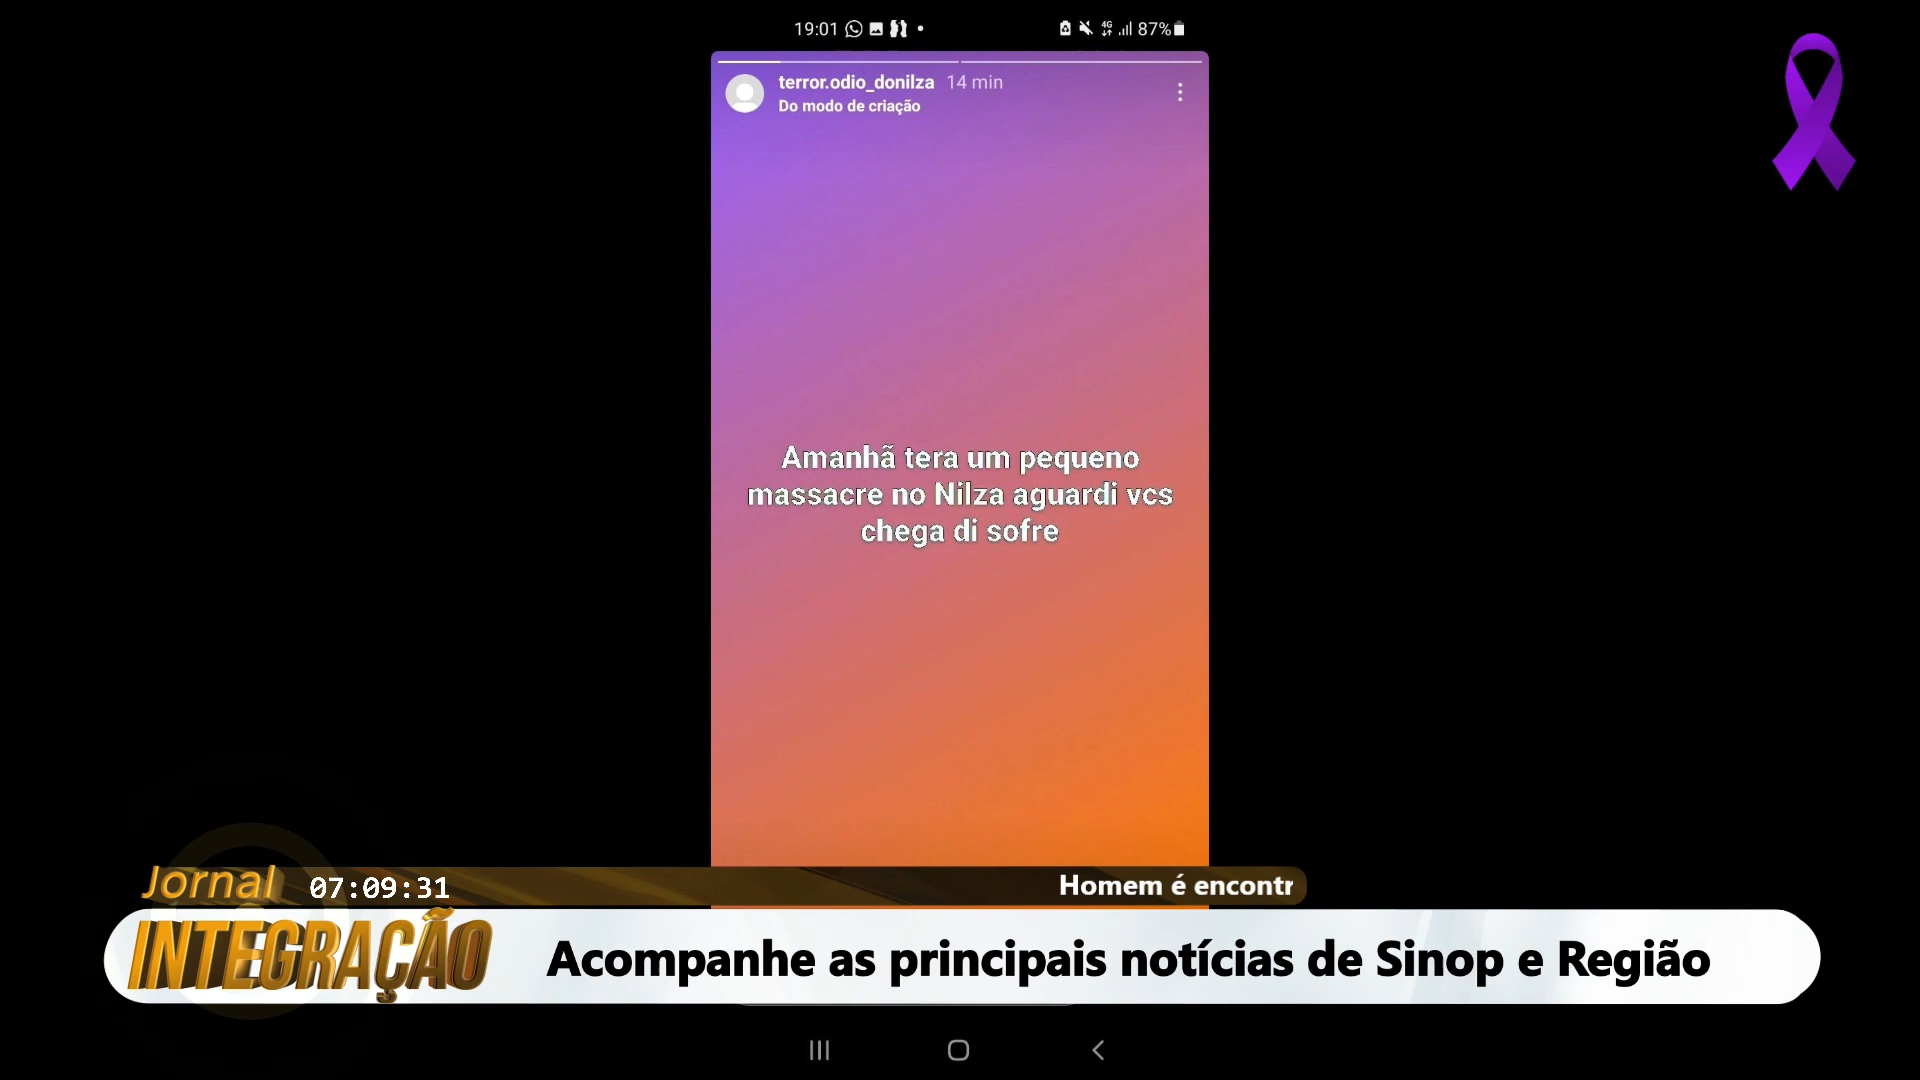 19:01
4G
87%
terror.odio_donilza 14 min
Do modo de criação
Amanhã tera um pequeno
massacre no Nilza aguardi vcs
chega di sofre
Jornal 07:09:31
Homem é encontr
INTEGRAÇÃO
Acompanhe as principais notícias de Sinop e Região